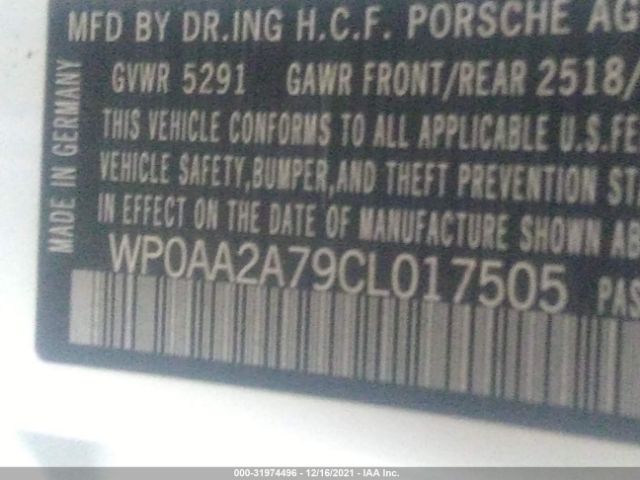 MFD BY DR.ING H.C.F. PORSCHE AG
GVWR 5291 GAWR FRONT/REAR 2518/
THIS VEHICLE CONFORMS TO ALL APPLICABLE U.S.FE
VEHICLE SAFETY,BUMPER,AND THEFT PREVENTION ST
IN EFFECT ON THE DATE OF MANUFACTURE SHOWN AB
WP0AA2A79CL017505 PAS
MADE IN GERMANY
000-31974496 - 12/16/2021 - IAA Inc.